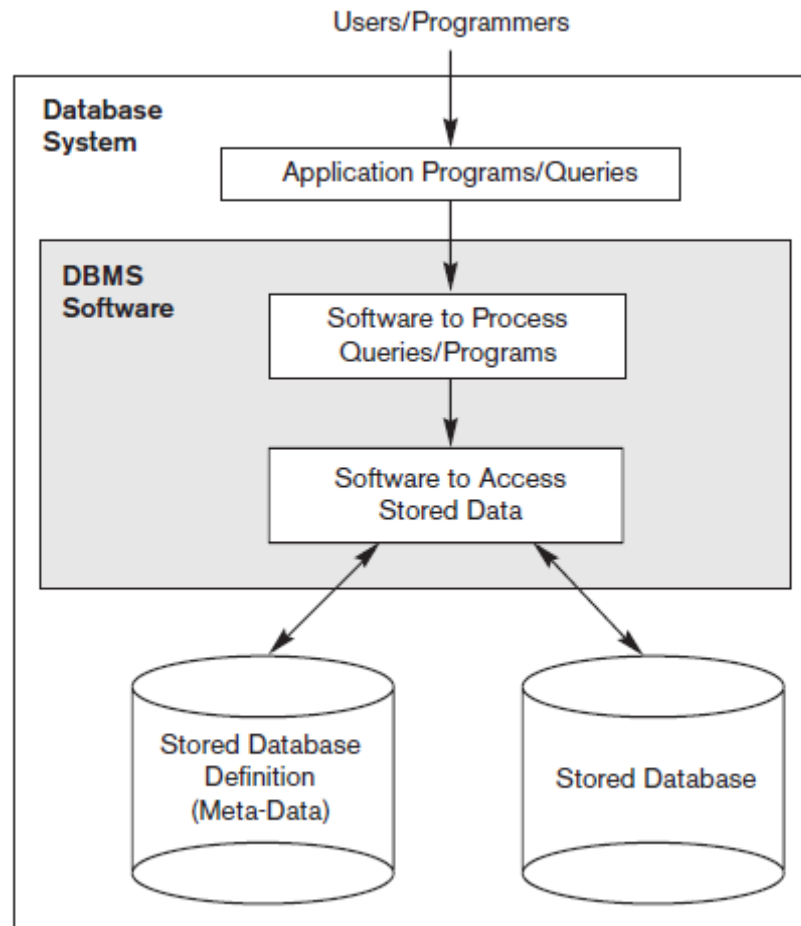 Users/Programmers
Database
System
Application Programs/Queries
DBMS
Software
Software to Process
Queries/Programs
Software to Access
Stored Data
Stored Database
Definition
(Meta-Data)
Stored Database